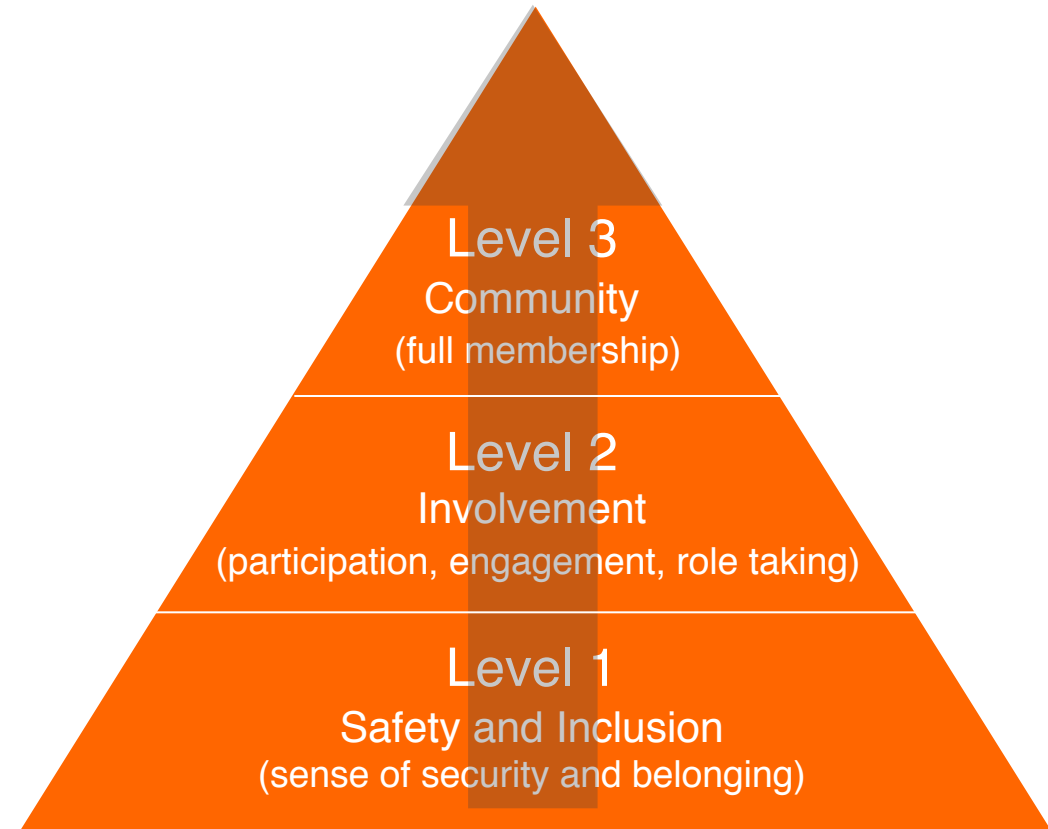 Level 3
Community
(full membership)
Level 2
Involvement
(participation, engagement, role taking)
Level 1
Safety and Inclusion
(sense of security and belonging)